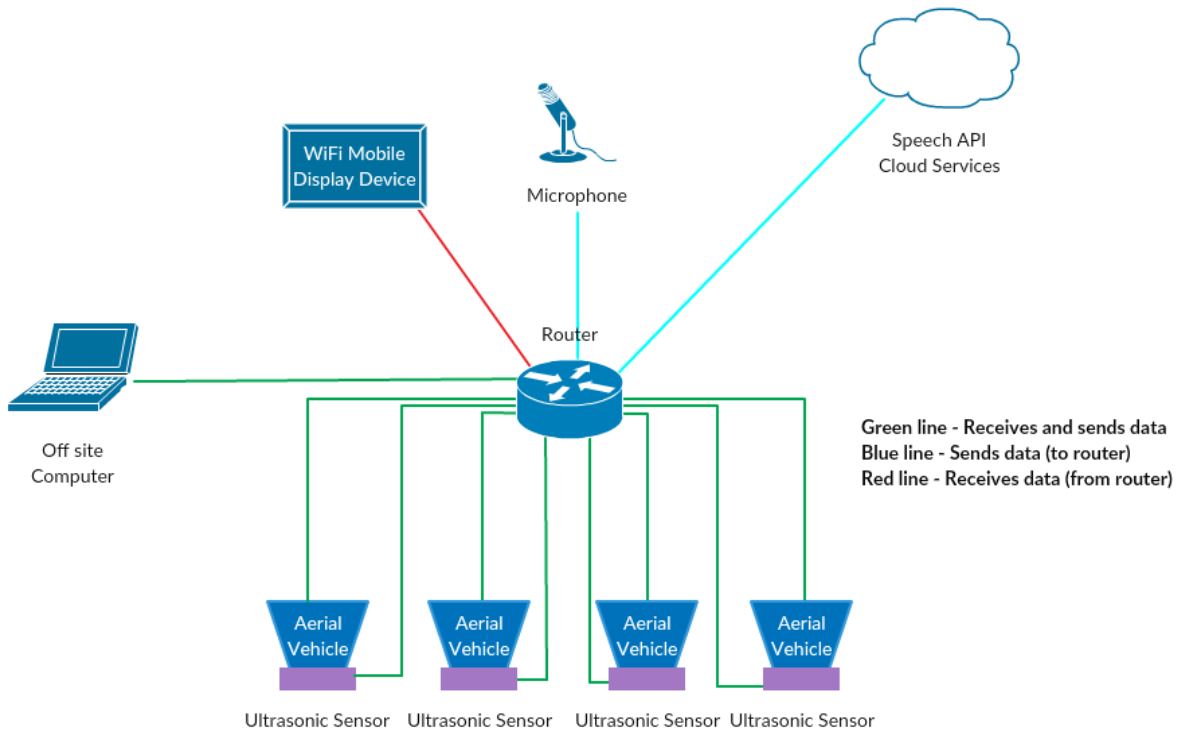 Speech API
Cloud Services
WiFi Mobile
Display Device
Microphone
Router
Off site
Computer
Green line - Receives and sends data
Blue line - Sends data (to router)
Red line - Receives data (from router)
Aerial
Vehicle
Aerial
Vehicle
Aerial
Vehicle
Aerial
Vehicle
Ultrasonic Sensor
Ultrasonic Sensor
Ultrasonic Sensor
Ultrasonic Sensor